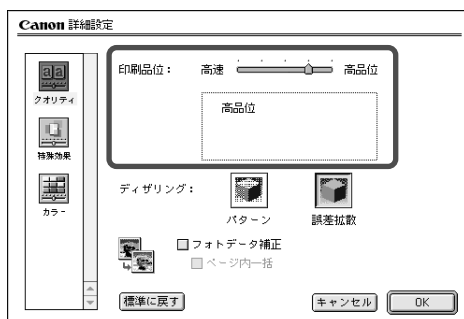 Canon 詳細設定
クオリティ
特殊効果
カラー
印刷品位： 高速 高品位
高品位
ディザリング：
パターン 誤差拡散
フォトデータ補正
ページ内一括
標準に戻す キャンセル OK